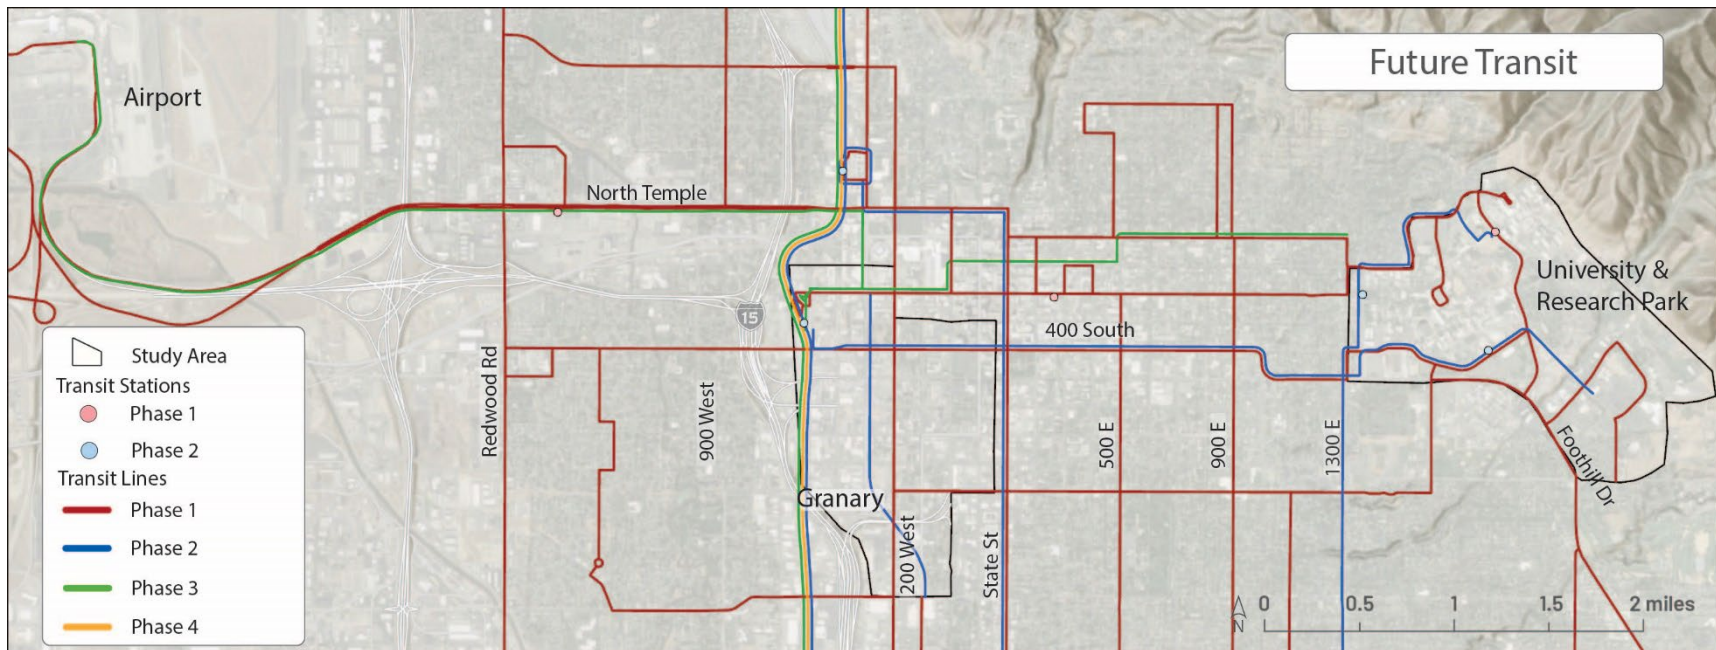 Future Transit
Airport
North Temple
University &
Research Park
15
400 South
Study Area
Transit Stations
Phase 1
Phase 2
Transit Lines
Phase 1
Phase 2
Phase 3
Phase 4
Redwood Rd
900 West
Granary
200 West
State St
500 E
900 E
1300 E
Foothill Dr
N
0 0.5 1 1.5 2 miles